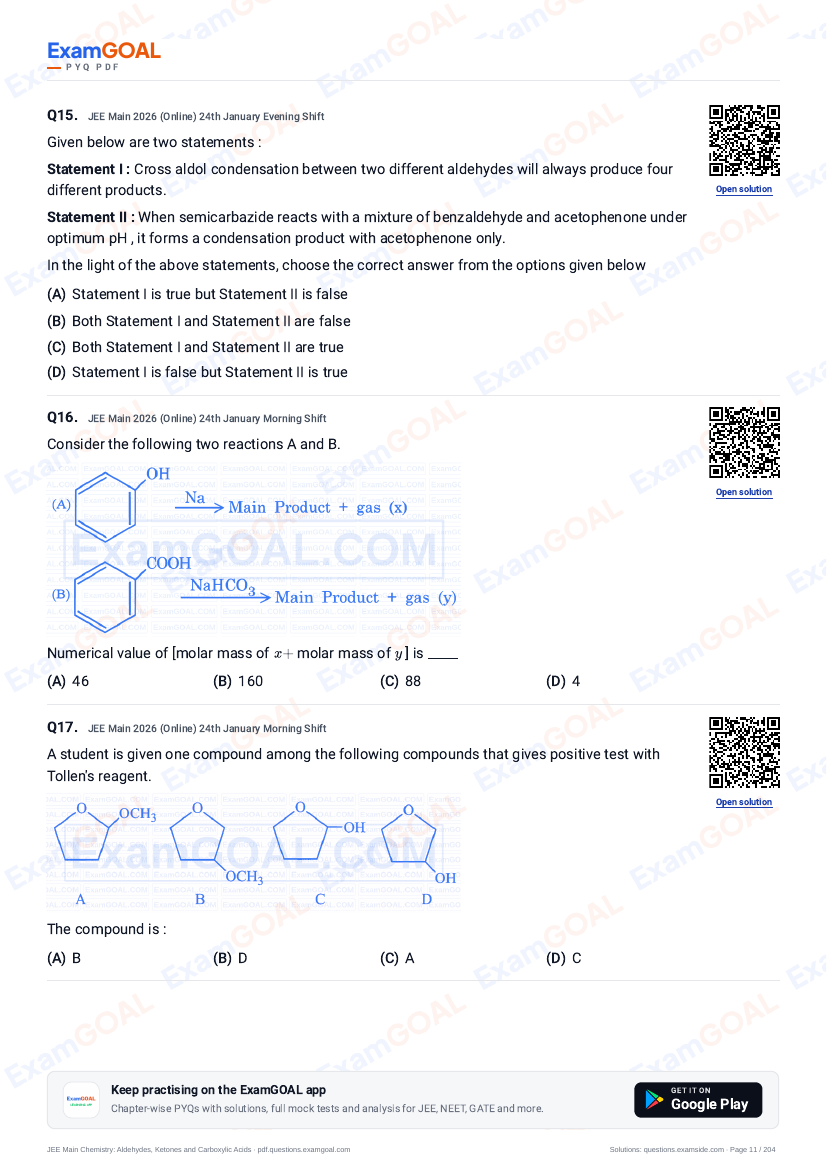 ExamGOAL
PYQ PDF
Q15. JEE Main 2026 (Online) 24th January Evening Shift
Given below are two statements :
Statement I : Cross aldol condensation between two different aldehydes will always produce four
different products.
Statement II : When semicarbazide reacts with a mixture of benzaldehyde and acetophenone under
optimum pH , it forms a condensation product with acetophenone only.
In the light of the above statements, choose the correct answer from the options given below
(A) Statement I is true but Statement II is false
(B) Both Statement I and Statement II are false
(C) Both Statement I and Statement II are true
(D) Statement I is false but Statement II is true
Open solution
Q16. JEE Main 2026 (Online) 24th January Morning Shift
Consider the following two reactions A and B.
OH
(A) Na Main Product + gas (x)
COOH
(B) NaHCO3 Main Product + gas (y)
ExamGOAL.COM
Numerical value of [molar mass of x+ molar mass of y] is ____
(A) 46 (B) 160 (C) 88 (D) 4
Open solution
Q17. JEE Main 2026 (Online) 24th January Morning Shift
A student is given one compound among the following compounds that gives positive test with
Tollen's reagent.
O OCH3 O O OH O
OCH3 OH
A B C D
ExamGOAL.COM
The compound is :
(A) B (B) D (C) A (D) C
Open solution
Keep practising on the ExamGOAL app
Chapter-wise PYQs with solutions, full mock tests and analysis for JEE, NEET, GATE and more.
GET IT ON
Google Play
JEE Main Chemistry: Aldehydes, Ketones and Carboxylic Acids · pdf.questions.examgoal.com
Solutions: questions.examside.com · Page 11 / 204